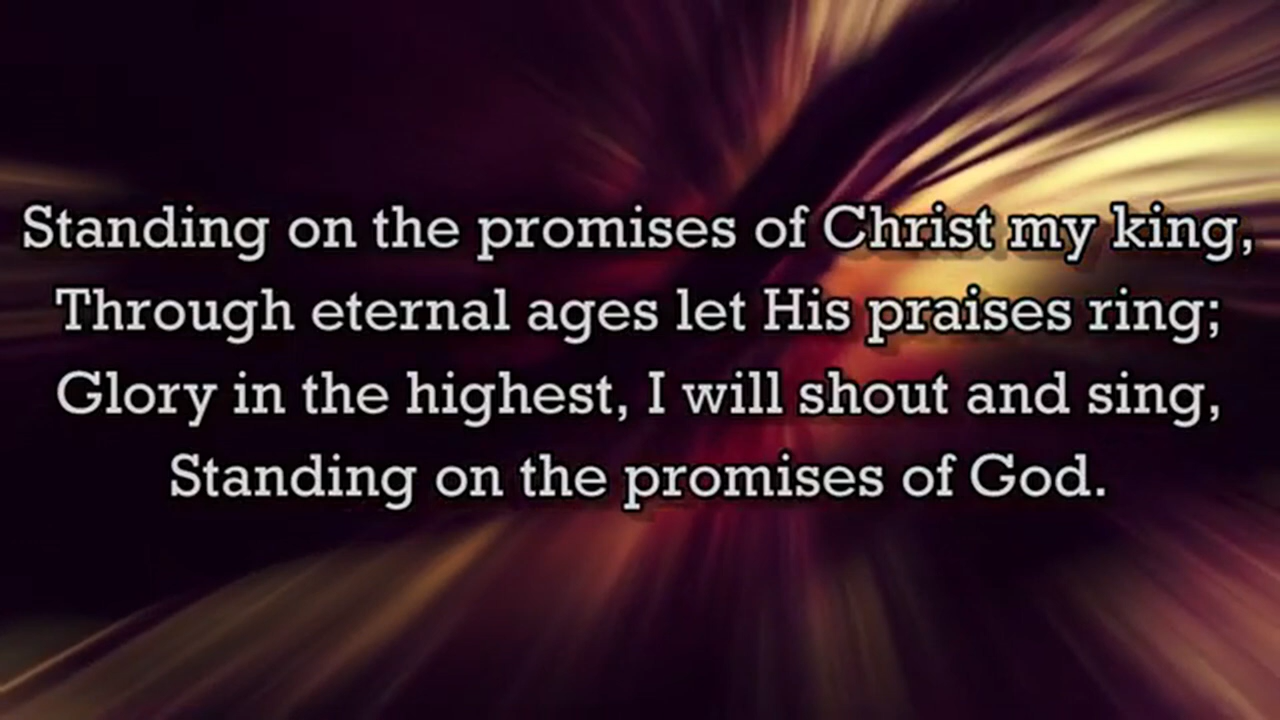 Standing on the promises of Christ my king,
Through eternal ages let His praises ring;
Glory in the highest, I will shout and sing,
Standing on the promises of God.